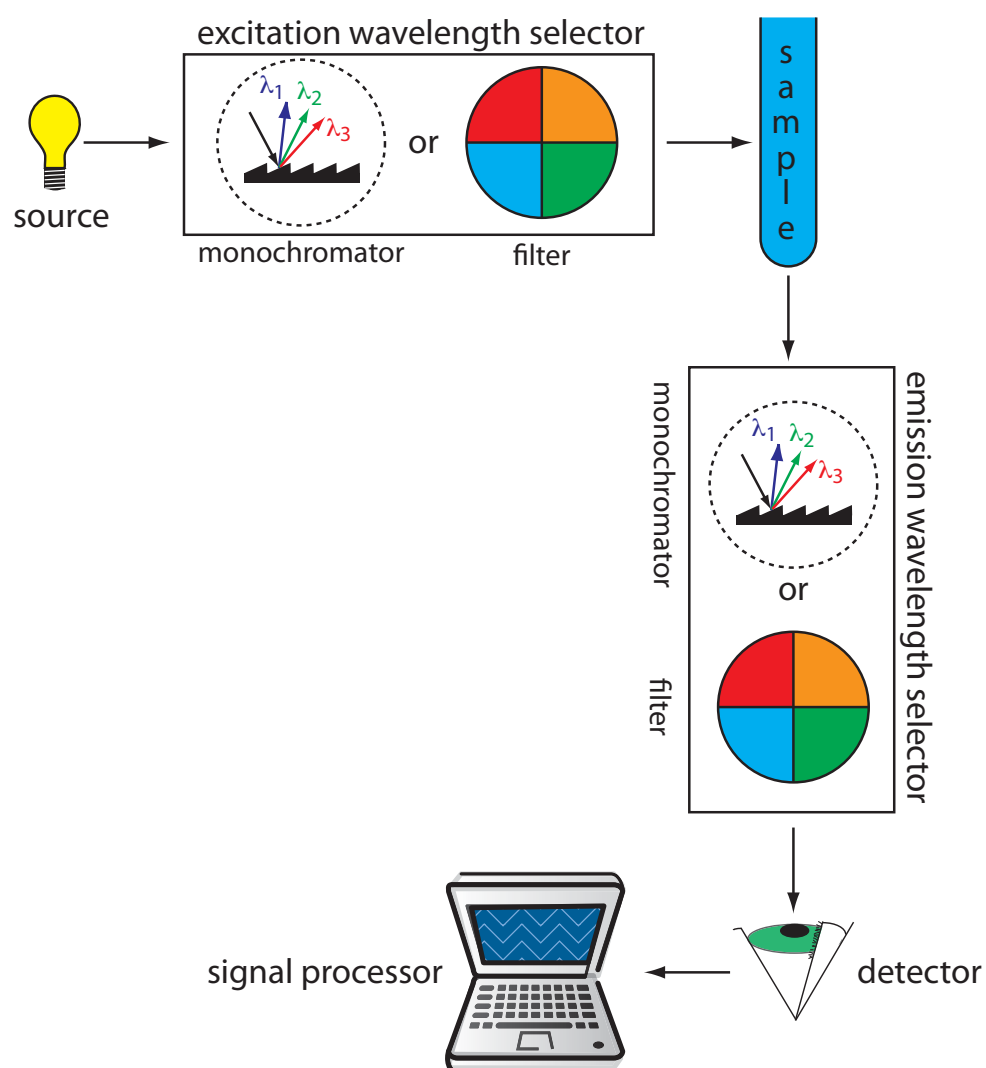 excitation wavelength selector
λ1
λ2
λ3
or
source
monochromator
filter
sample
monochromator
λ1
λ2
λ3
or
filter
emission wavelength selector
signal processor
detector